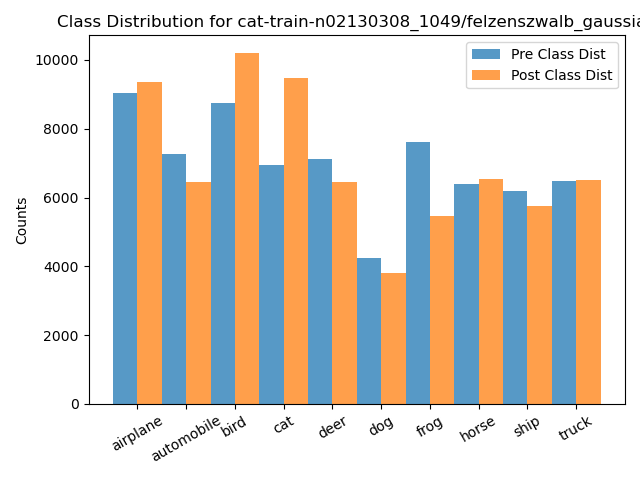 Class Distribution for cat-train-n02130308_1049/felzenszwalb_gaussia
Pre Class Dist
Post Class Dist
Counts
10000
8000
6000
4000
2000
0
airplane
automobile
bird
cat
deer
dog
frog
horse
ship
truck